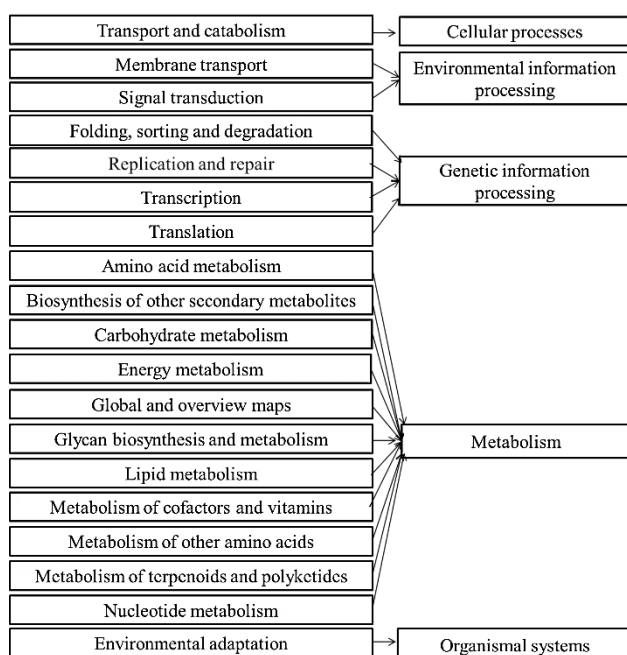 Transport and catabolism
Cellular processes
Membrane transport
Environmental information
processing
Signal transduction
Folding, sorting and degradation
Replication and repair
Genetic information
processing
Transcription
Translation
Amino acid metabolism
Biosynthesis of other secondary metabolites
Carbohydrate metabolism
Energy metabolism
Global and overview maps
Glycan biosynthesis and metabolism
Metabolism
Lipid metabolism
Metabolism of cofactors and vitamins
Metabolism of other amino acids
Metabolism of terpenoids and polyketides
Nucleotide metabolism
Environmental adaptation
Organismal systems